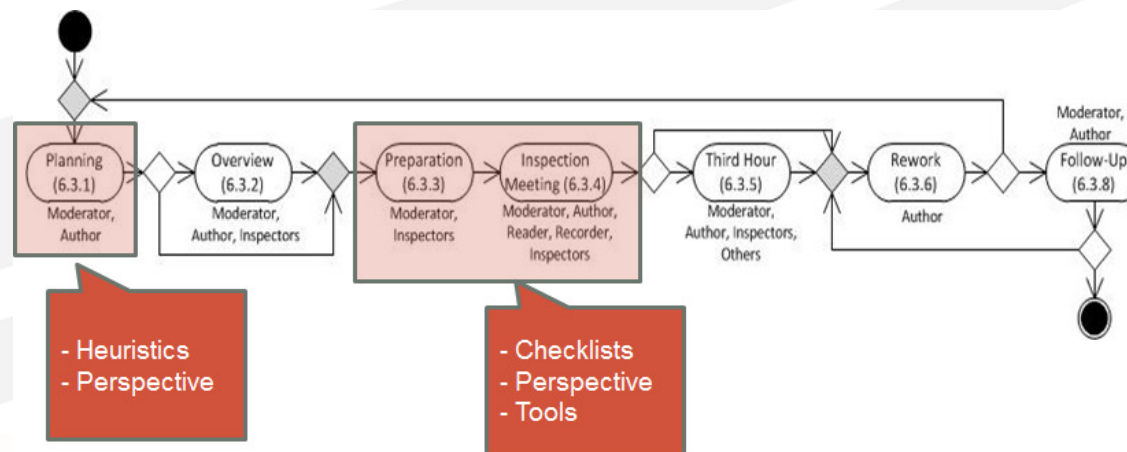 Planning
(6.3.1)
Moderator,
Author
Overview
(6.3.2)
Moderator,
Author, Inspectors
Preparation
(6.3.3)
Moderator,
Inspectors
Inspection
Meeting (6.3.4)
Moderator, Author,
Reader, Recorder,
Inspectors
Third Hour
(6.3.5)
Moderator,
Author, Inspectors,
Others
Rework
(6.3.6)
Author
Moderator,
Author
Follow-Up
(6.3.8)
- Heuristics
- Perspective
- Checklists
- Perspective
- Tools